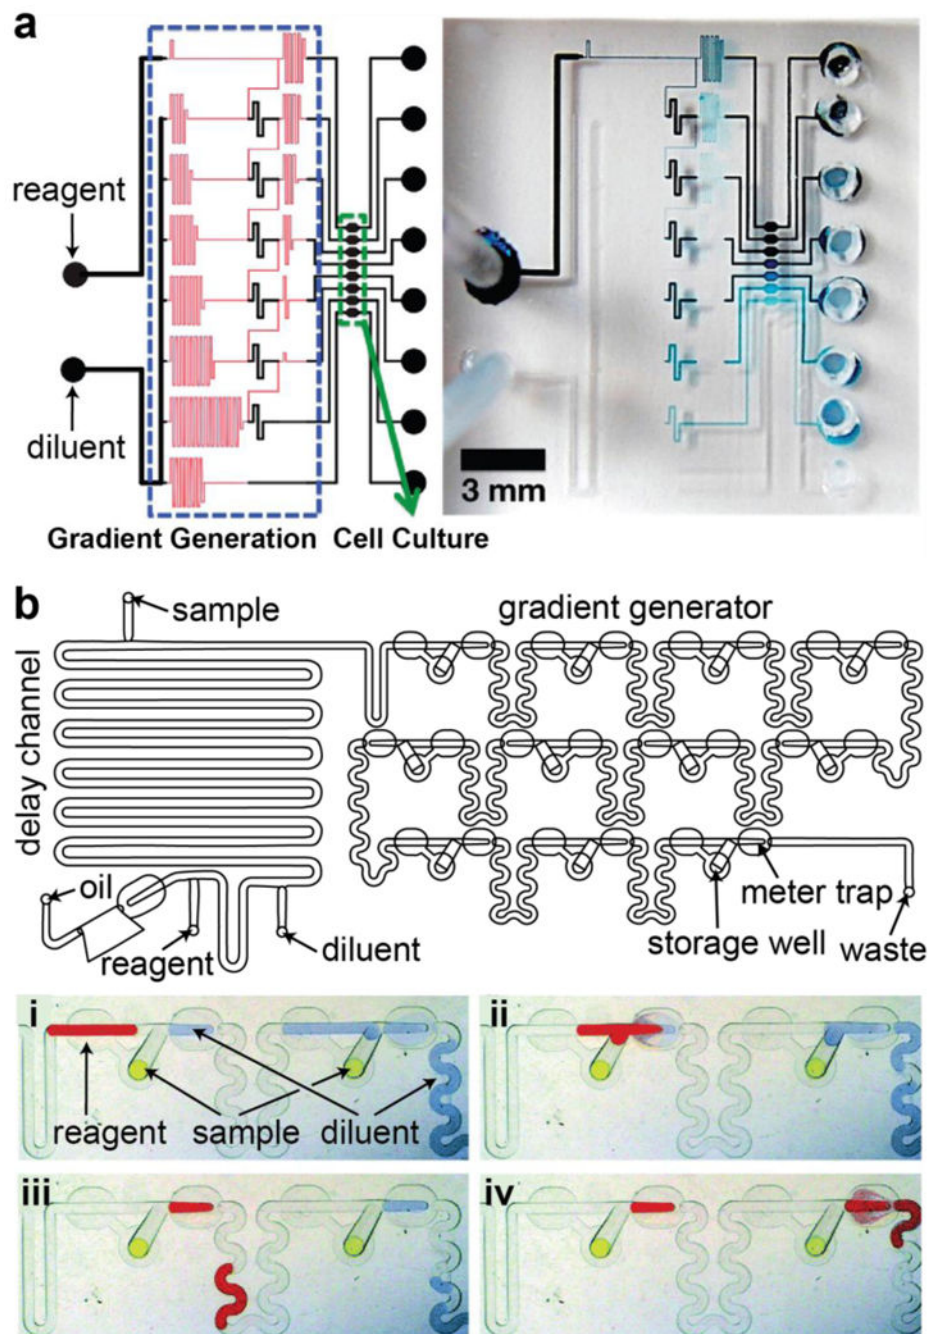 a
reagent
diluent
3 mm
Gradient Generation Cell Culture
b
sample
gradient generator
delay channel
oil
reagent
diluent
meter trap
storage well
waste
i
ii
reagent sample diluent
iii
iv